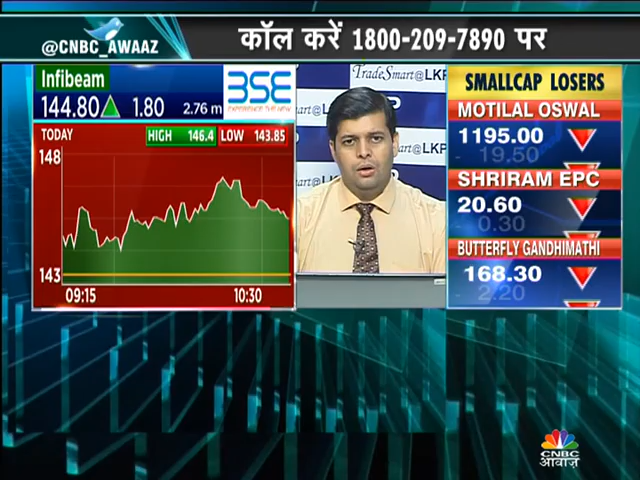 @CNBC_AWAAZ
कॉल करें 1800-209-7890 पर
Infibeam
144.80 1.80 2.76 m
BSE
EXPERIENCE THE NEW
TODAY HIGH 146.4 LOW 143.85
148
143
09:15 10:30
TradeSmart@LKP
SMALLCAP LOSERS
MOTILAL OSWAL
1195.00
19.50
SHRIRAM EPC
20.60
0.30
BUTTERFLY GANDHIMATHI
168.30
2.20
CNBC
आवाज़